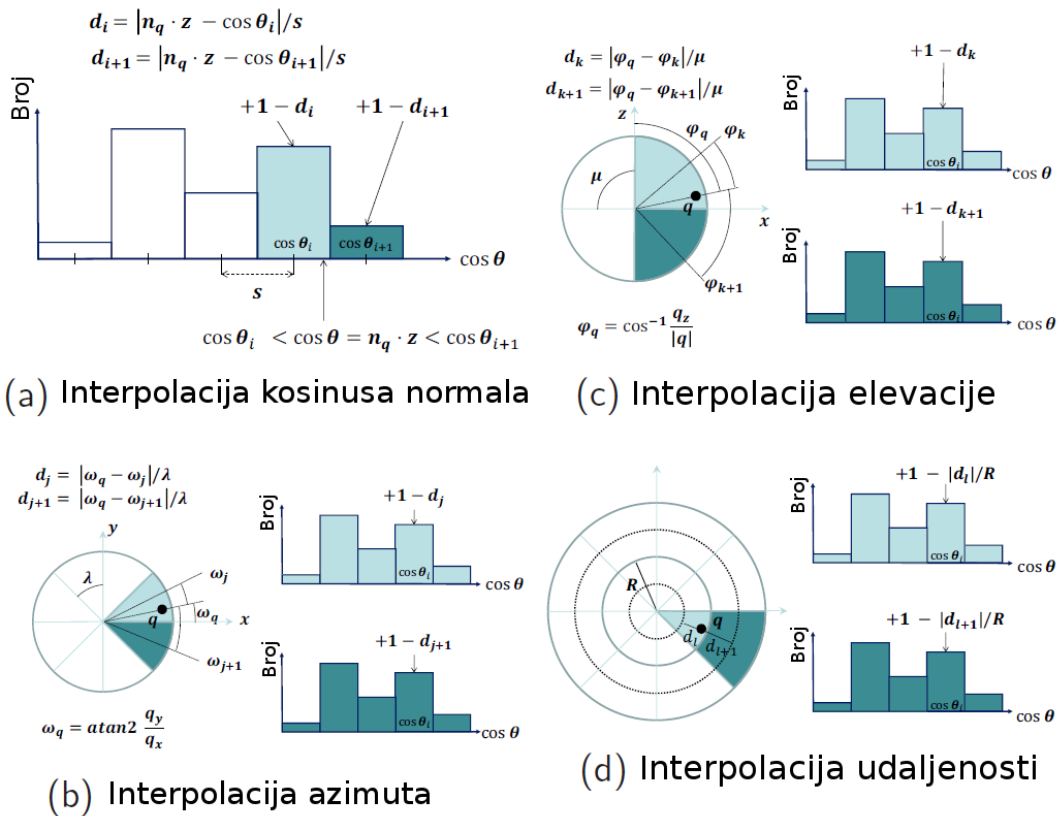 d_i = |n_q · z − cos θ_i|/s
d_{i+1} = |n_q · z − cos θ_{i+1}|/s
Broj
+1 − d_i
+1 − d_{i+1}
cos θ_i
cos θ_{i+1}
cos θ
s
cos θ_i < cos θ = n_q · z < cos θ_{i+1}
(a) Interpolacija kosinusa normala
d_k = |φ_q − φ_k|/μ
d_{k+1} = |φ_q − φ_{k+1}|/μ
z
φ_q
φ_k
μ
q
x
φ_{k+1}
φ_q = cos⁻¹ q_z/|q|
Broj
+1 − d_k
cos θ_i
cos θ
Broj
+1 − d_{k+1}
cos θ_i
cos θ
(c) Interpolacija elevacije
d_j = |ω_q − ω_j|/λ
d_{j+1} = |ω_q − ω_{j+1}|/λ
y
λ
ω_j
q
ω_q
x
ω_{j+1}
ω_q = atan2 q_y/q_x
Broj
+1 − d_j
cos θ_i
cos θ
Broj
+1 − d_{j+1}
cos θ_i
cos θ
(b) Interpolacija azimuta
R
q
d_l
d_{l+1}
Broj
+1 − |d_l|/R
cos θ_i
cos θ
Broj
+1 − |d_{l+1}|/R
cos θ_i
cos θ
(d) Interpolacija udaljenosti